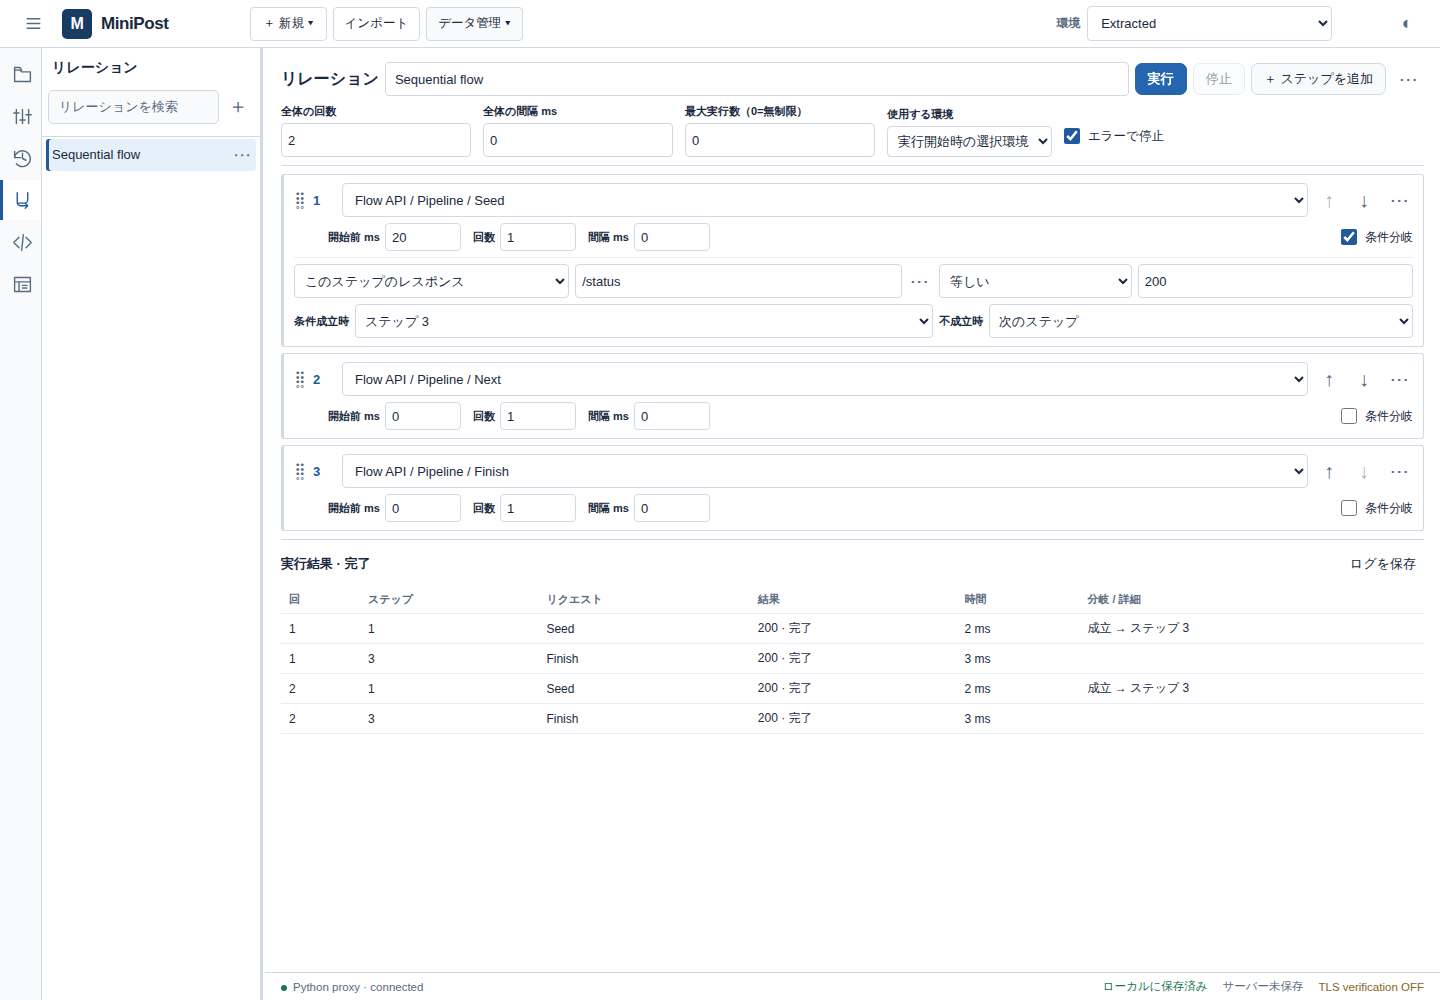 M MiniPost ＋ 新規 ▾ インポート データ管理 ▾ 環境 Extracted
リレーション
リレーションを検索 ＋
Sequential flow ···
リレーション Sequential flow 実行 停止 ＋ ステップを追加 ···
全体の回数 全体の間隔 ms 最大実行数（0=無制限） 使用する環境
2 0 0 実行開始時の選択環境 エラーで停止
1 Flow API / Pipeline / Seed ↑ ↓ ···
開始前 ms 20 回数 1 間隔 ms 0 条件分岐
このステップのレスポンス /status ··· 等しい 200
条件成立時 ステップ 3 不成立時 次のステップ
2 Flow API / Pipeline / Next ↑ ↓ ···
開始前 ms 0 回数 1 間隔 ms 0 条件分岐
3 Flow API / Pipeline / Finish ↑ ↓ ···
開始前 ms 0 回数 1 間隔 ms 0 条件分岐
実行結果 · 完了 ログを保存
回 ステップ リクエスト 結果 時間 分岐 / 詳細
1 1 Seed 200 · 完了 2 ms 成立 → ステップ 3
1 3 Finish 200 · 完了 3 ms
2 1 Seed 200 · 完了 2 ms 成立 → ステップ 3
2 3 Finish 200 · 完了 3 ms
Python proxy · connected ローカルに保存済み サーバー未保存 TLS verification OFF